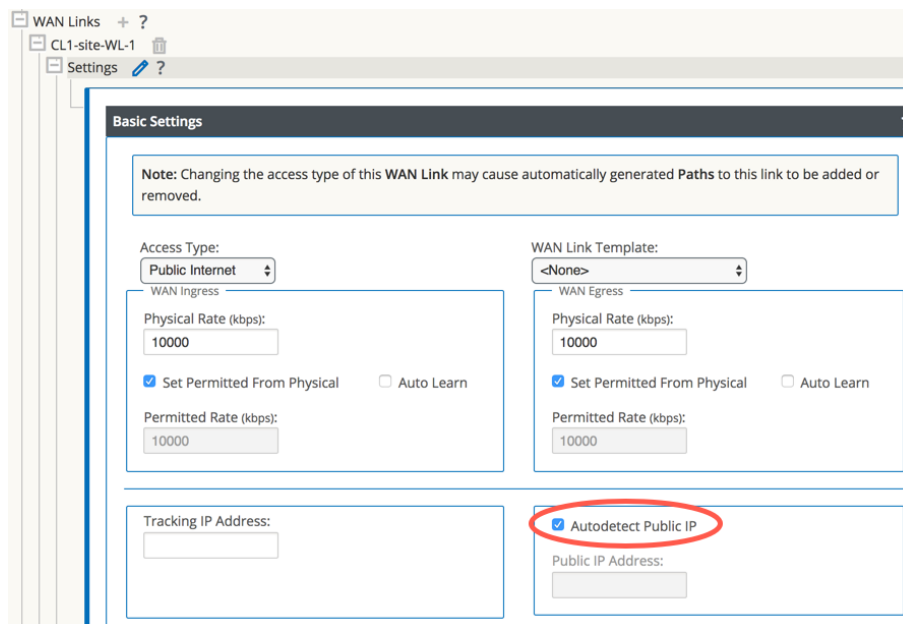 WAN Links + ?
CL1-site-WL-1
Settings ?
Basic Settings
Note: Changing the access type of this WAN Link may cause automatically generated Paths to this link to be added or
removed.
Access Type:
Public Internet
WAN Link Template:
<None>
WAN Ingress
Physical Rate (kbps):
10000
Set Permitted From Physical
Auto Learn
Permitted Rate (kbps):
10000
WAN Egress
Physical Rate (kbps):
10000
Set Permitted From Physical
Auto Learn
Permitted Rate (kbps):
10000
Tracking IP Address:
Autodetect Public IP
Public IP Address: